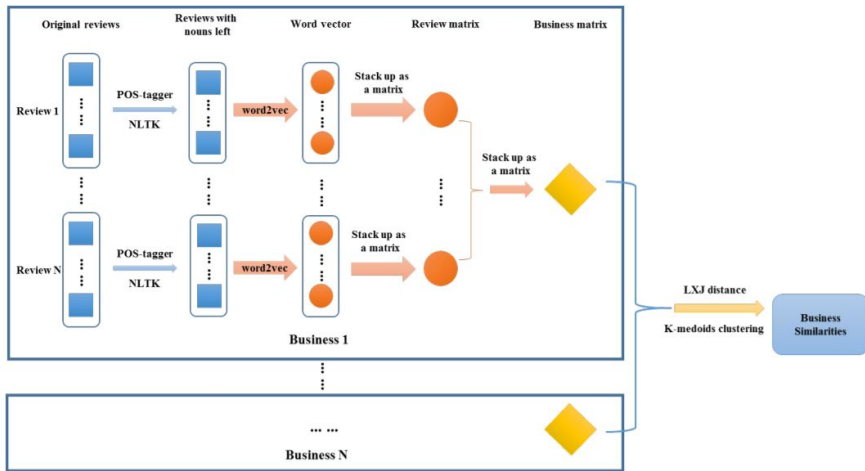 Original reviews
Reviews with
nouns left
Word vector
Review matrix
Business matrix
Review 1
POS-tagger
NLTK
word2vec
Stack up as
a matrix
Stack up as
a matrix
Review N
POS-tagger
NLTK
word2vec
Stack up as
a matrix
Business 1
LXJ distance
K-medoids clustering
Business
Similarities
Business N